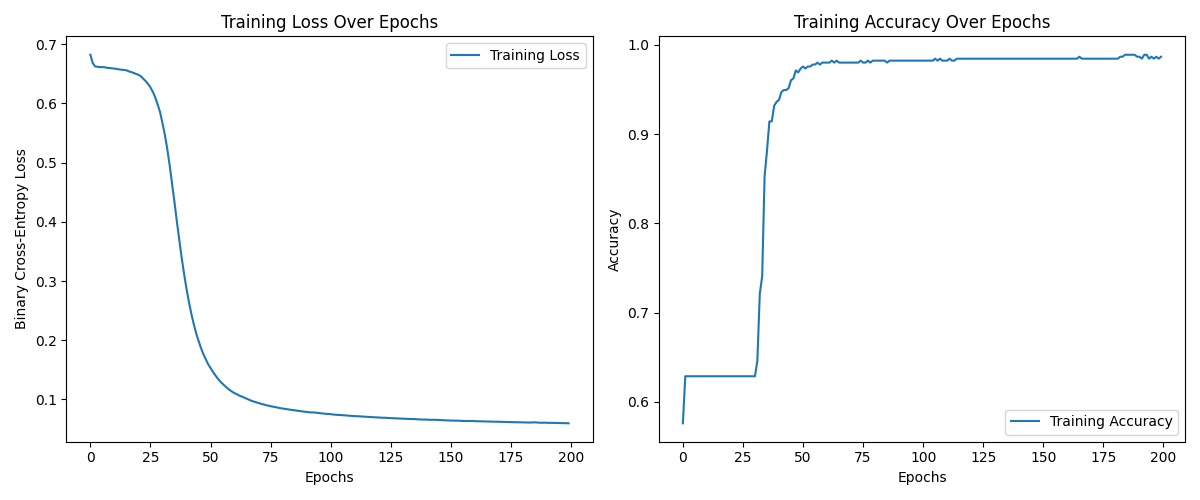 Training Loss Over Epochs
Training Loss
Binary Cross-Entropy Loss
0.7
0.6
0.5
0.4
0.3
0.2
0.1
0 25 50 75 100 125 150 175 200
Epochs
Training Accuracy Over Epochs
Accuracy
1.0
0.9
0.8
0.7
0.6
Training Accuracy
0 25 50 75 100 125 150 175 200
Epochs